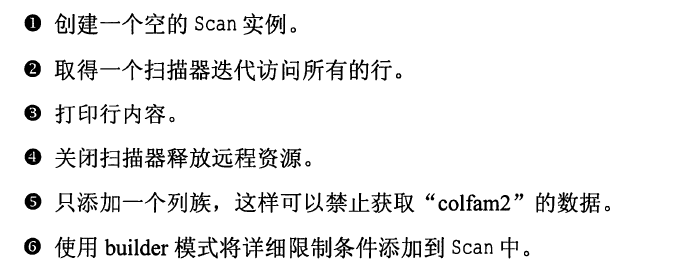 ❶ 创建一个空的 Scan 实例。
❷ 取得一个扫描器迭代访问所有的行。
❸ 打印行内容。
❹ 关闭扫描器释放远程资源。
❺ 只添加一个列族，这样可以禁止获取“colfam2”的数据。
❻ 使用 builder 模式将详细限制条件添加到 Scan 中。